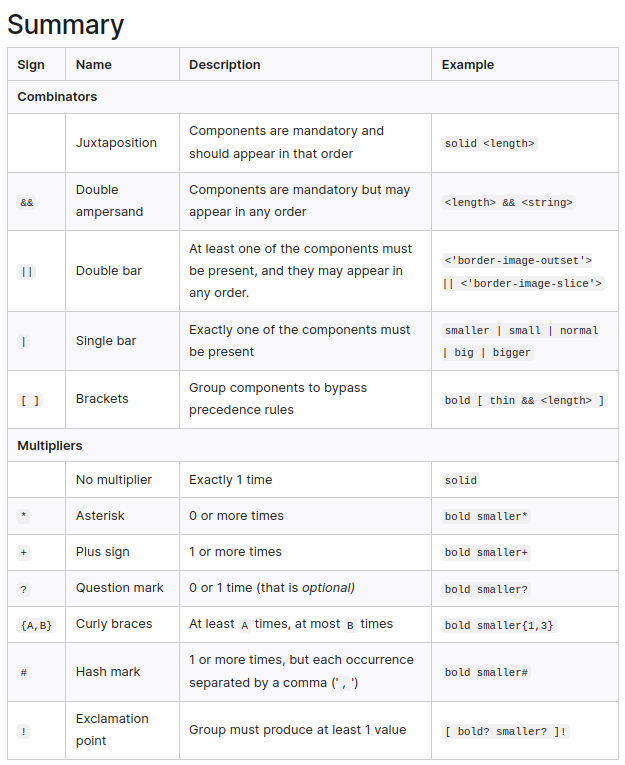 Summary
Sign Name Description Example
Combinators
Juxtaposition Components are mandatory and should appear in that order solid <length>
&& Double ampersand Components are mandatory but may appear in any order <length> && <string>
|| Double bar At least one of the components must be present, and they may appear in any order. <'border-image-outset'> || <'border-image-slice'>
| Single bar Exactly one of the components must be present smaller | small | normal | big | bigger
[ ] Brackets Group components to bypass precedence rules bold [ thin && <length> ]
Multipliers
No multiplier Exactly 1 time solid
* Asterisk 0 or more times bold smaller*
+ Plus sign 1 or more times bold smaller+
? Question mark 0 or 1 time (that is optional) bold smaller?
{A,B} Curly braces At least A times, at most B times bold smaller{1,3}
# Hash mark 1 or more times, but each occurrence separated by a comma (',') bold smaller#
! Exclamation point Group must produce at least 1 value [ bold? smaller? ]!